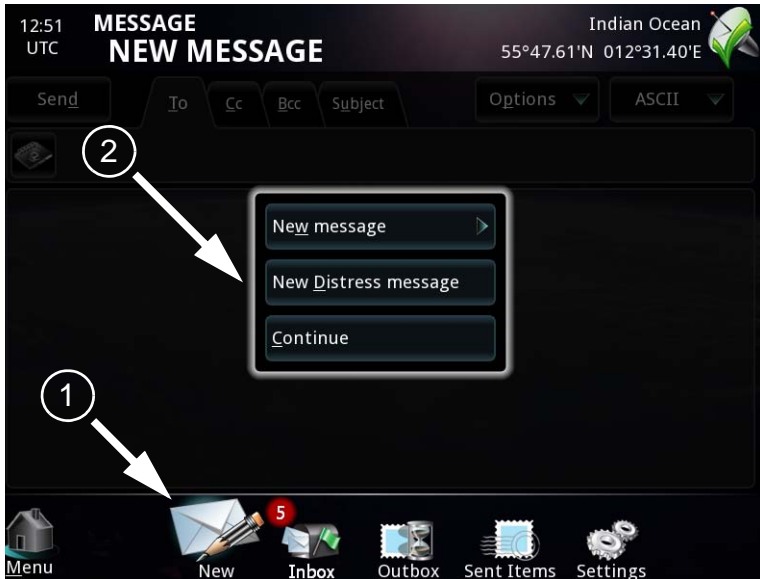 12:51
UTC
MESSAGE
NEW MESSAGE
Indian Ocean
55°47.61'N 012°31.40'E
Send
To
Cc
Bcc
Subject
Options
ASCII
2
New message
New Distress message
Continue
1
5
Menu
New
Inbox
Outbox
Sent Items
Settings